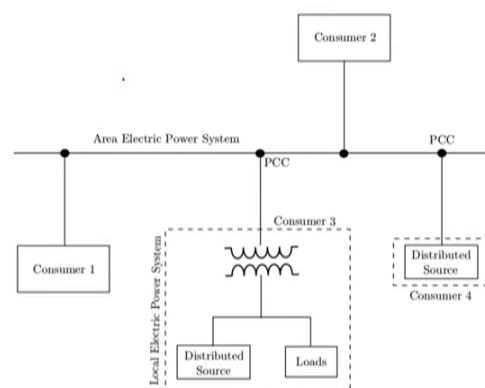 Consumer 2
Area Electric Power System
PCC
PCC
Consumer 3
Consumer 1
Local Electric Power System
Distributed
Source
Consumer 4
Distributed
Source
Loads